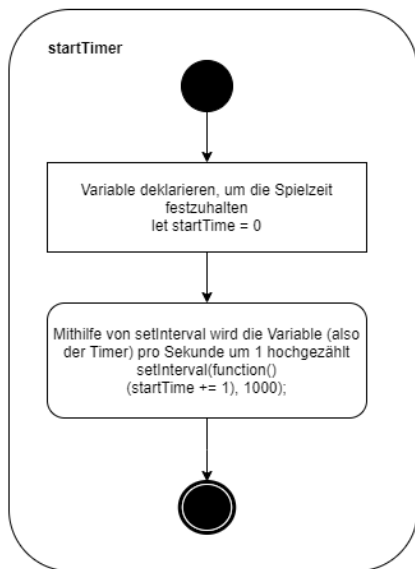 startTimer
Variable deklarieren, um die Spielzeit
festzuhalten
let startTime = 0
Mithilfe von setInterval wird die Variable (also
der Timer) pro Sekunde um 1 hochgezählt
setInterval(function()
(startTime += 1), 1000);